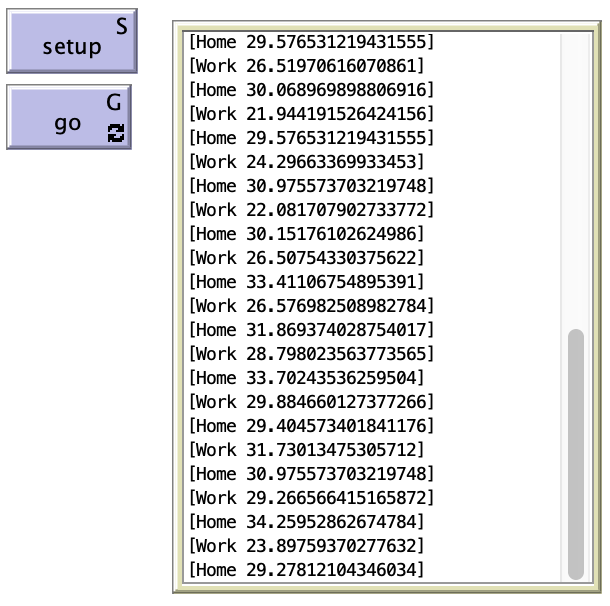 S
setup
G
go
[Home 29.576531219431555]
[Work 26.51970616070861]
[Home 30.068969898806916]
[Work 21.944191526424156]
[Home 29.576531219431555]
[Work 24.29663369933453]
[Home 30.975573703219748]
[Work 22.081707902733772]
[Home 30.15176102624986]
[Work 26.50754330375622]
[Home 33.41106754895391]
[Work 26.576982508982784]
[Home 31.869374028754017]
[Work 28.798023563773565]
[Home 33.70243536259504]
[Work 29.884660127377266]
[Home 29.404573401841176]
[Work 31.73013475305712]
[Home 30.975573703219748]
[Work 29.266566415165872]
[Home 34.25952862674784]
[Work 23.89759370277632]
[Home 29.27812104346034]